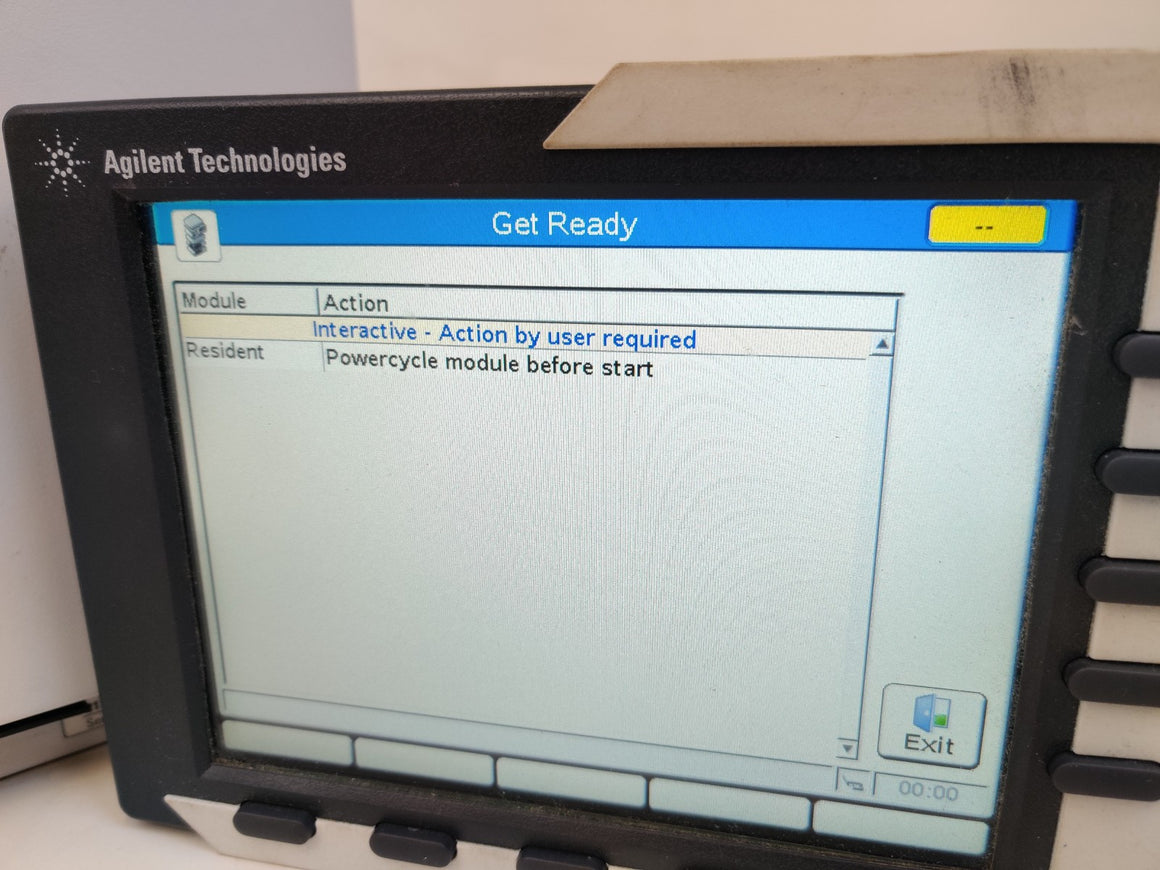 Agilent Technologies
Get Ready
--
Module Action
Interactive - Action by user required
Resident Powercycle module before start
Exit
00:00